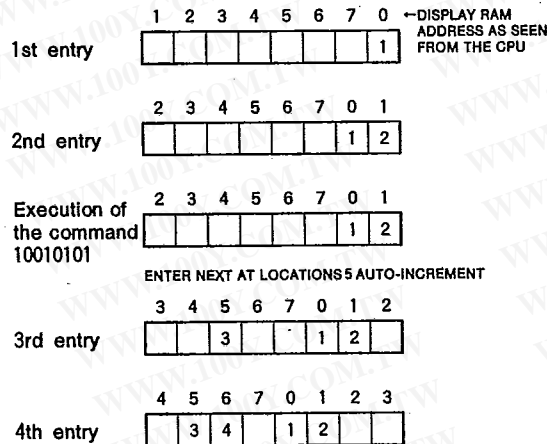 1 2 3 4 5 6 7 0 ←DISPLAY RAM
ADDRESS AS SEEN
FROM THE CPU
1st entry 1
2 3 4 5 6 7 0 1
2nd entry 1 2
2 3 4 5 6 7 0 1
Execution of
the command 1 2
10010101
ENTER NEXT AT LOCATIONS 5 AUTO-INCREMENT
3 4 5 6 7 0 1 2
3rd entry 3 1 2
4 5 6 7 0 1 2 3
4th entry 3 4 1 2
WWW.100Y.COM.TW